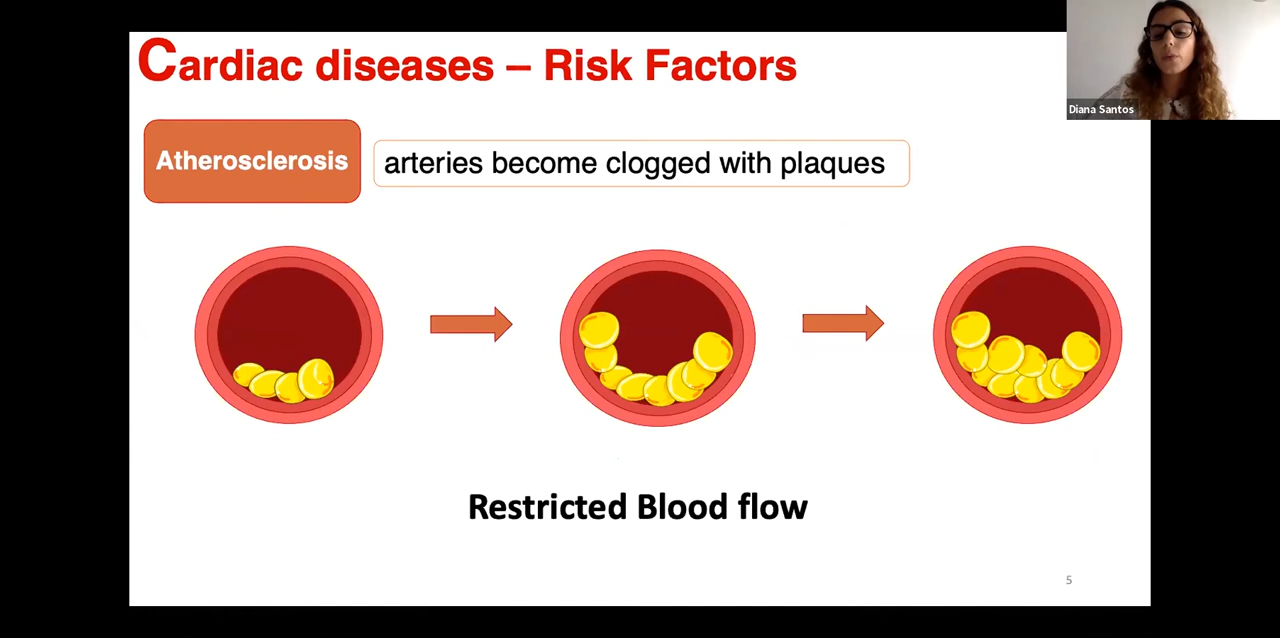 Cardiac diseases – Risk Factors
Diana Santos
Atherosclerosis
arteries become clogged with plaques
Restricted Blood flow
5